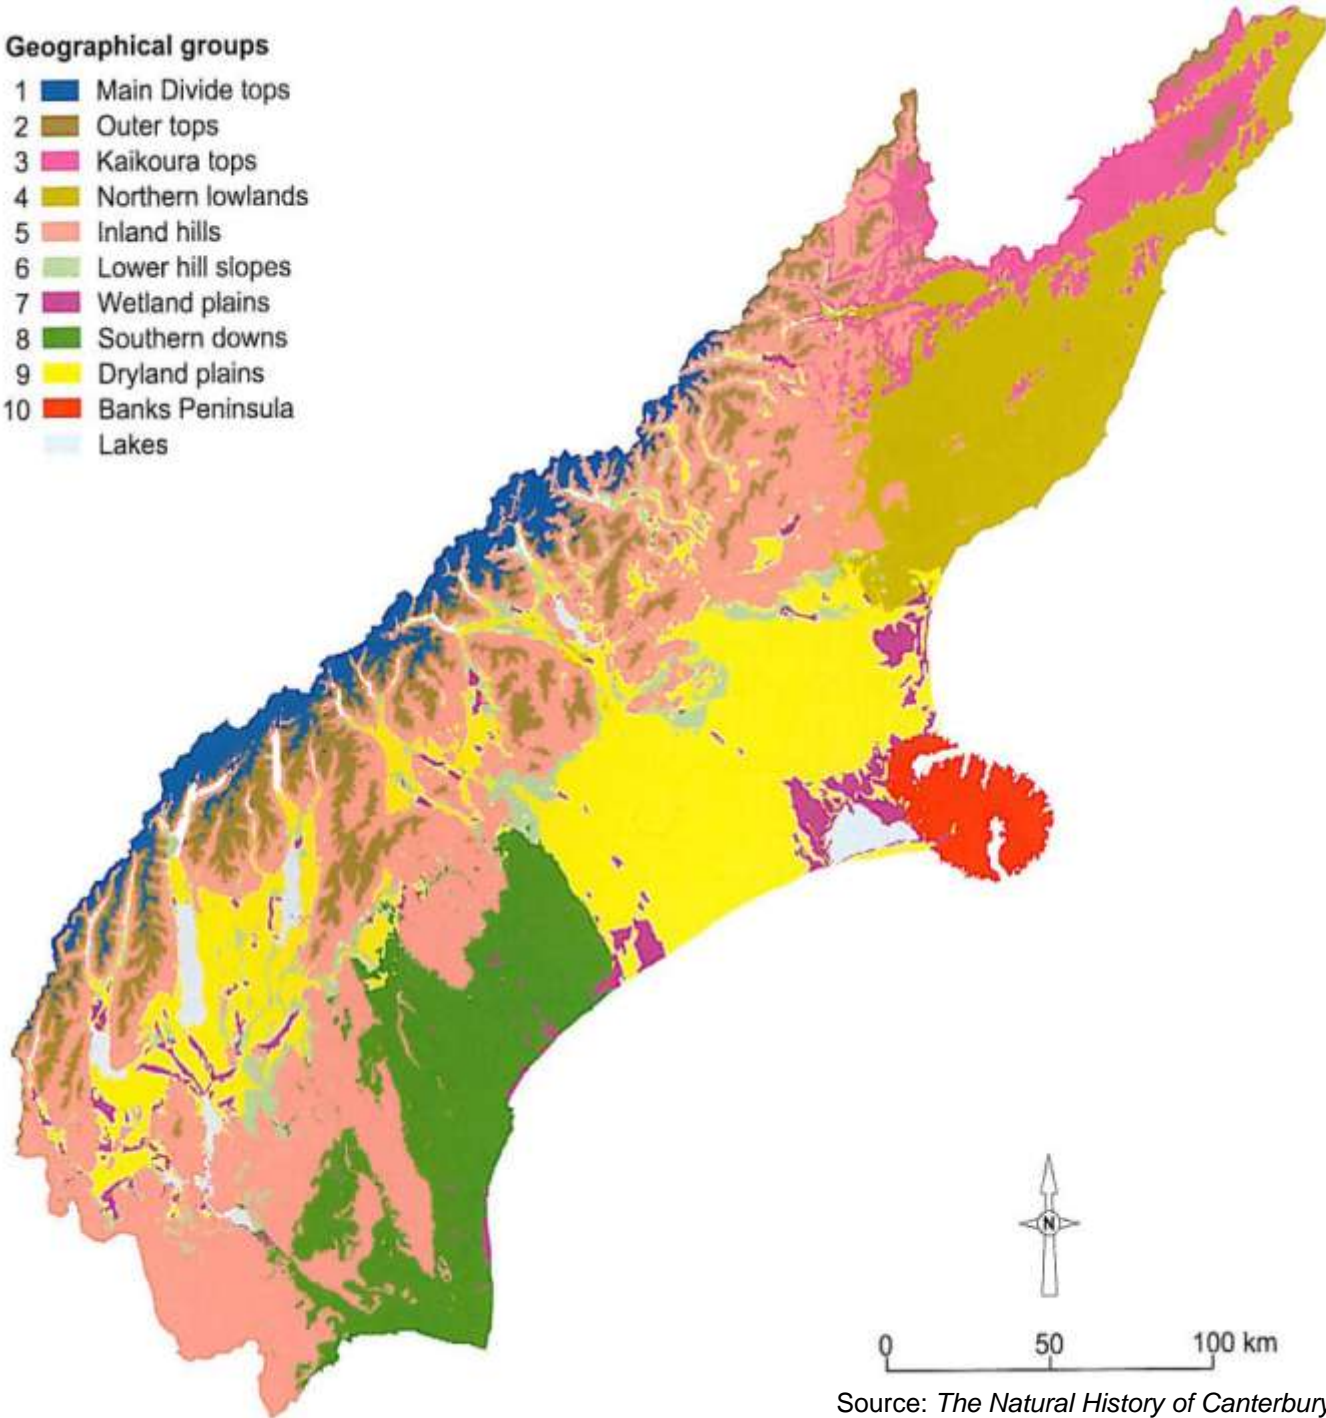 Geographical groups
1 Main Divide tops
2 Outer tops
3 Kaikoura tops
4 Northern lowlands
5 Inland hills
6 Lower hill slopes
7 Wetland plains
8 Southern downs
9 Dryland plains
10 Banks Peninsula
Lakes
N
0 50 100 km
Source: The Natural History of Canterbury